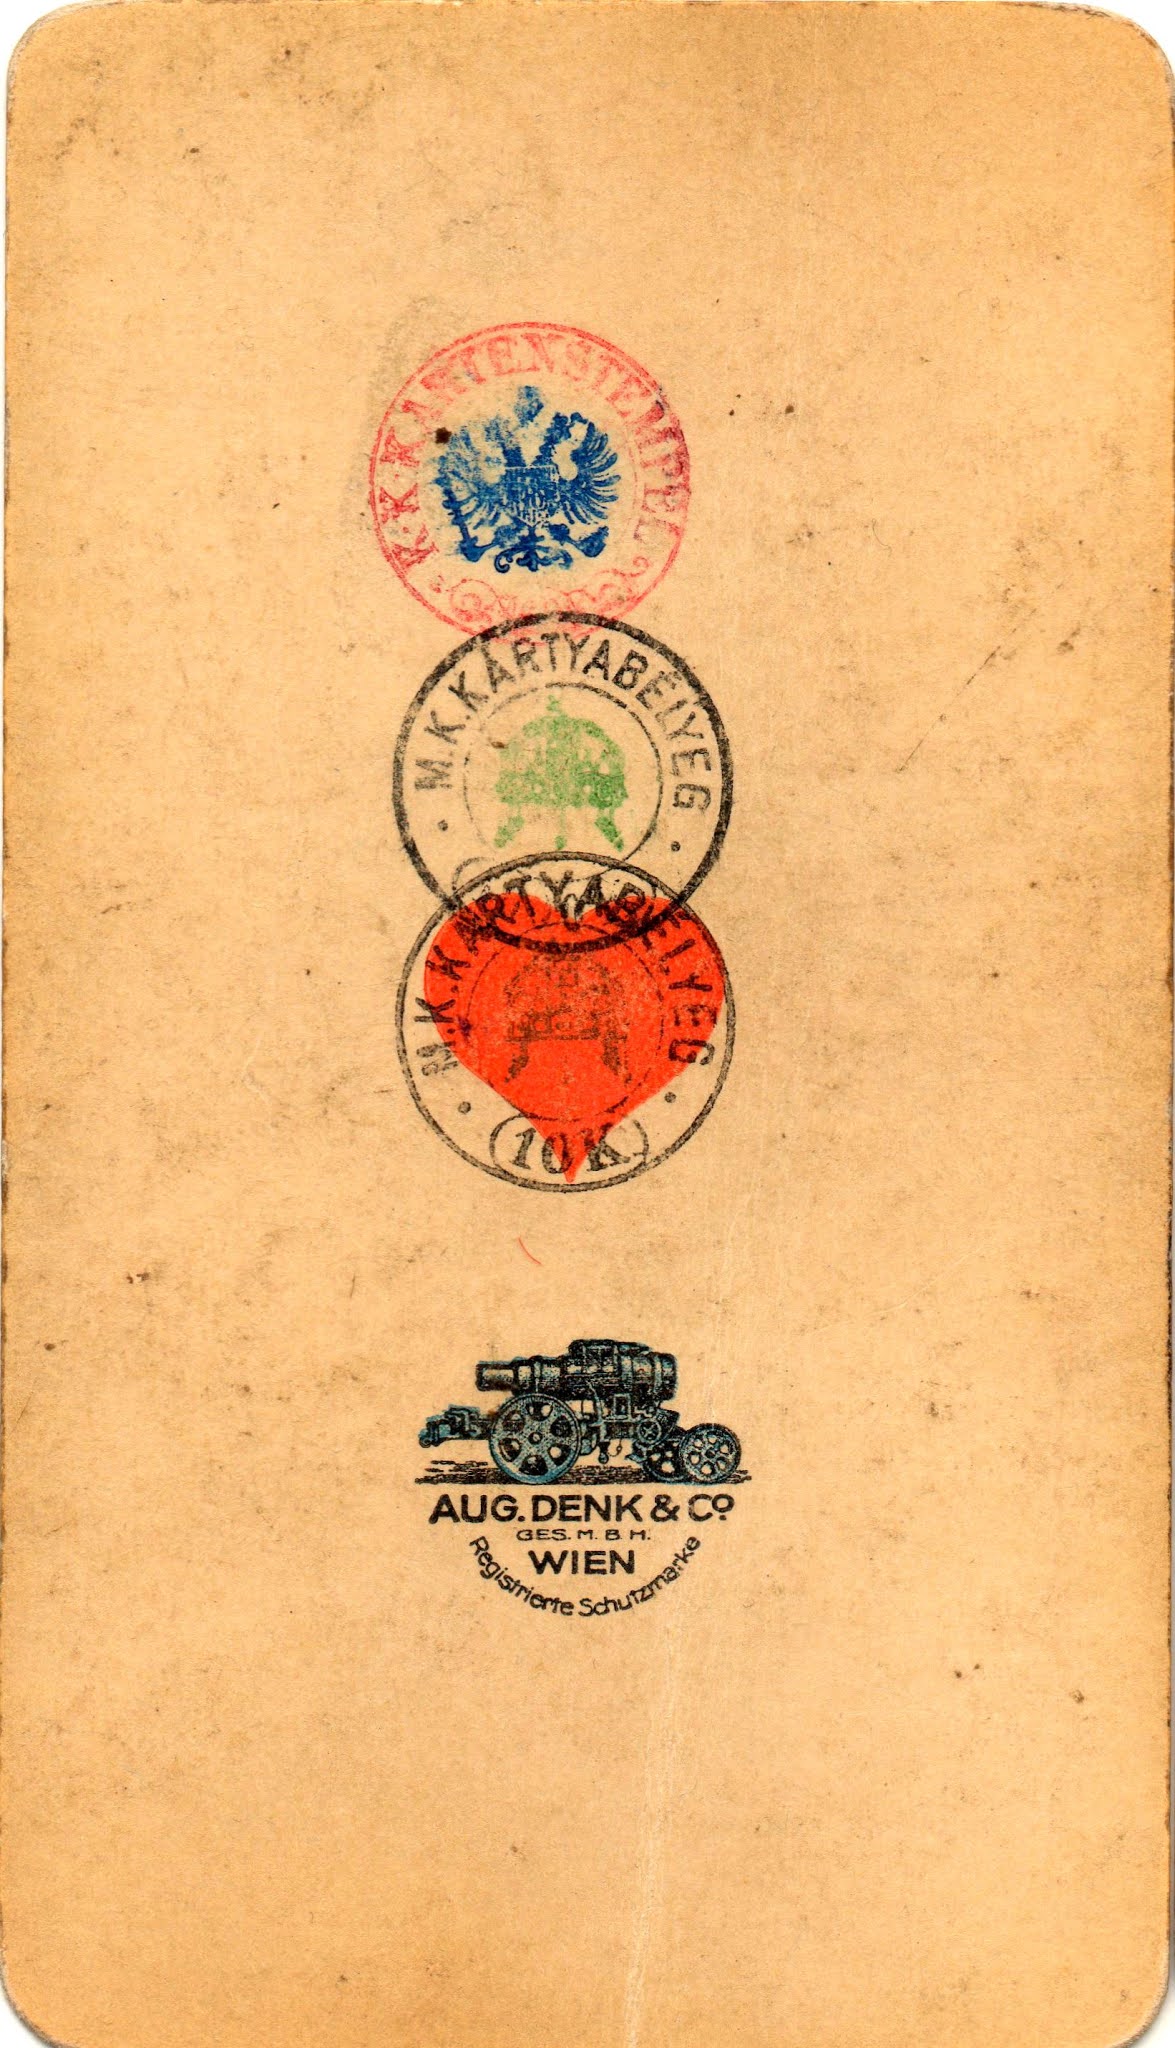 K.K.KARTENSTEMPEL
M.K.KÁRTYABÉLYEG
M.K.KÁRTYABÉLYEG
10 K.
AUG. DENK & Cº
GES. M. B. H.
WIEN
Registrierte Schutzmarke